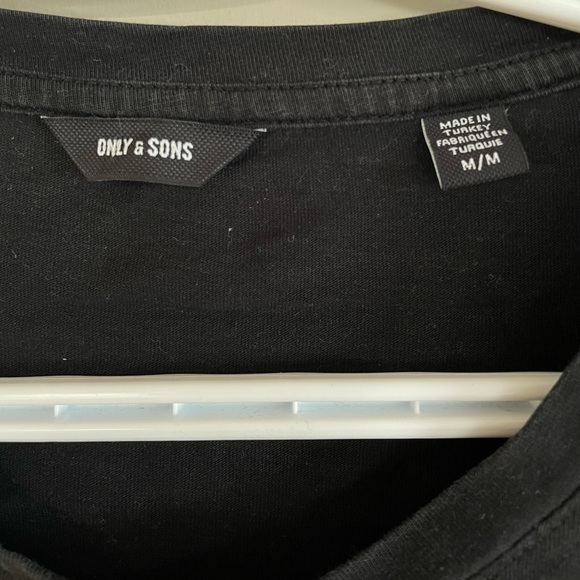 ONLY & SONS
MADE IN
TURKEY
FABRIQUÉ EN
TURQUIE
M/M